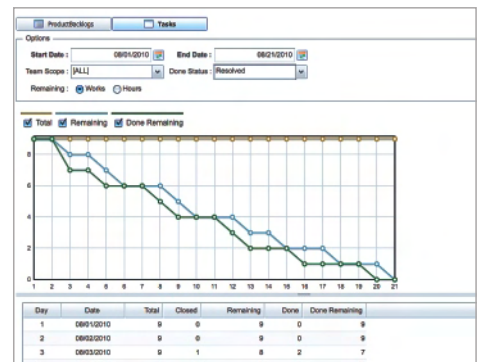 ProductBacklogs Tasks
Options
Start Date : 08/01/2010 End Date : 08/21/2010
Team Scope : [ALL] Done Status : Resolved
Remaining : Works Hours
Total Remaining Done Remaining
8
6
4
2
0
1 2 3 4 5 6 7 8 9 10 11 12 13 14 15 16 17 18 19 20 21
Day Date Total Closed Remaining Done Done Remaining
1 08/01/2010 9 0 9 0 9
2 08/02/2010 9 0 9 0 9
3 08/03/2010 9 1 8 2 7